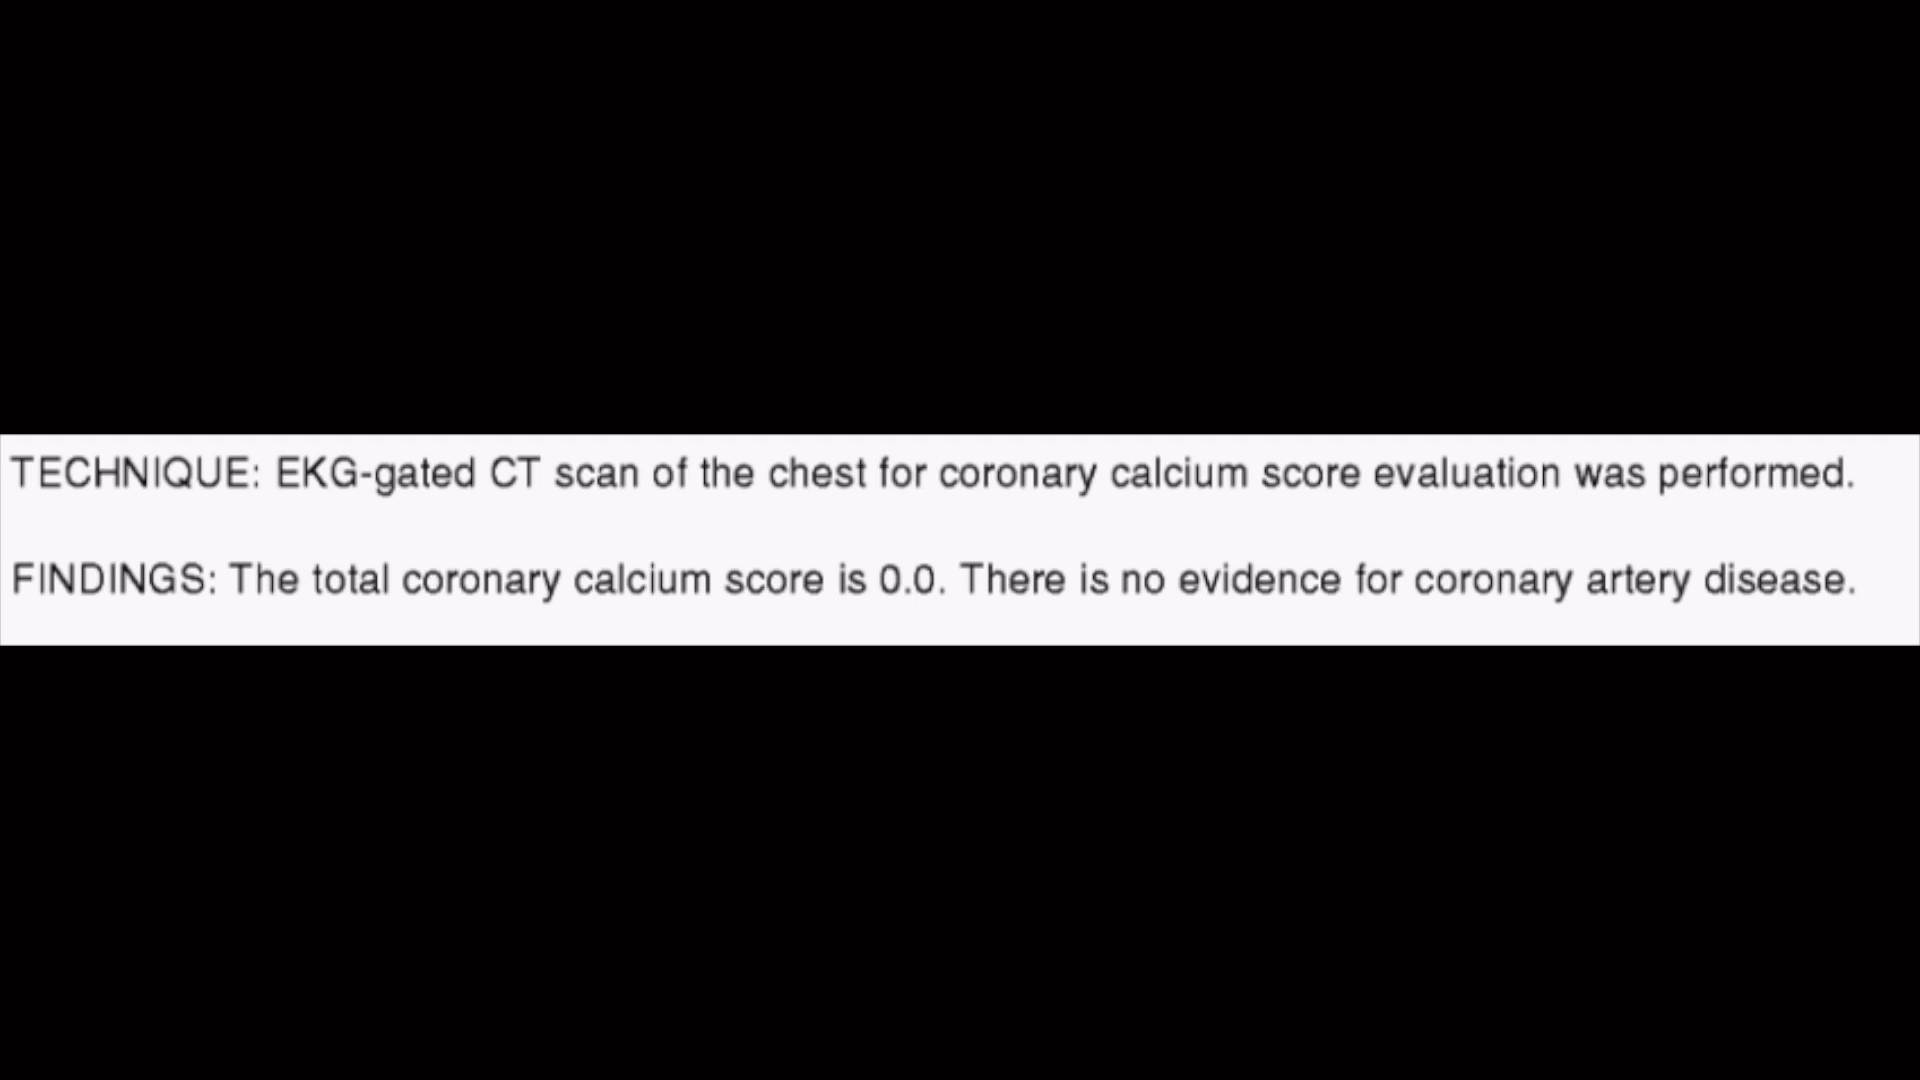 TECHNIQUE: EKG-gated CT scan of the chest for coronary calcium score evaluation was performed.
FINDINGS: The total coronary calcium score is 0.0. There is no evidence for coronary artery disease.